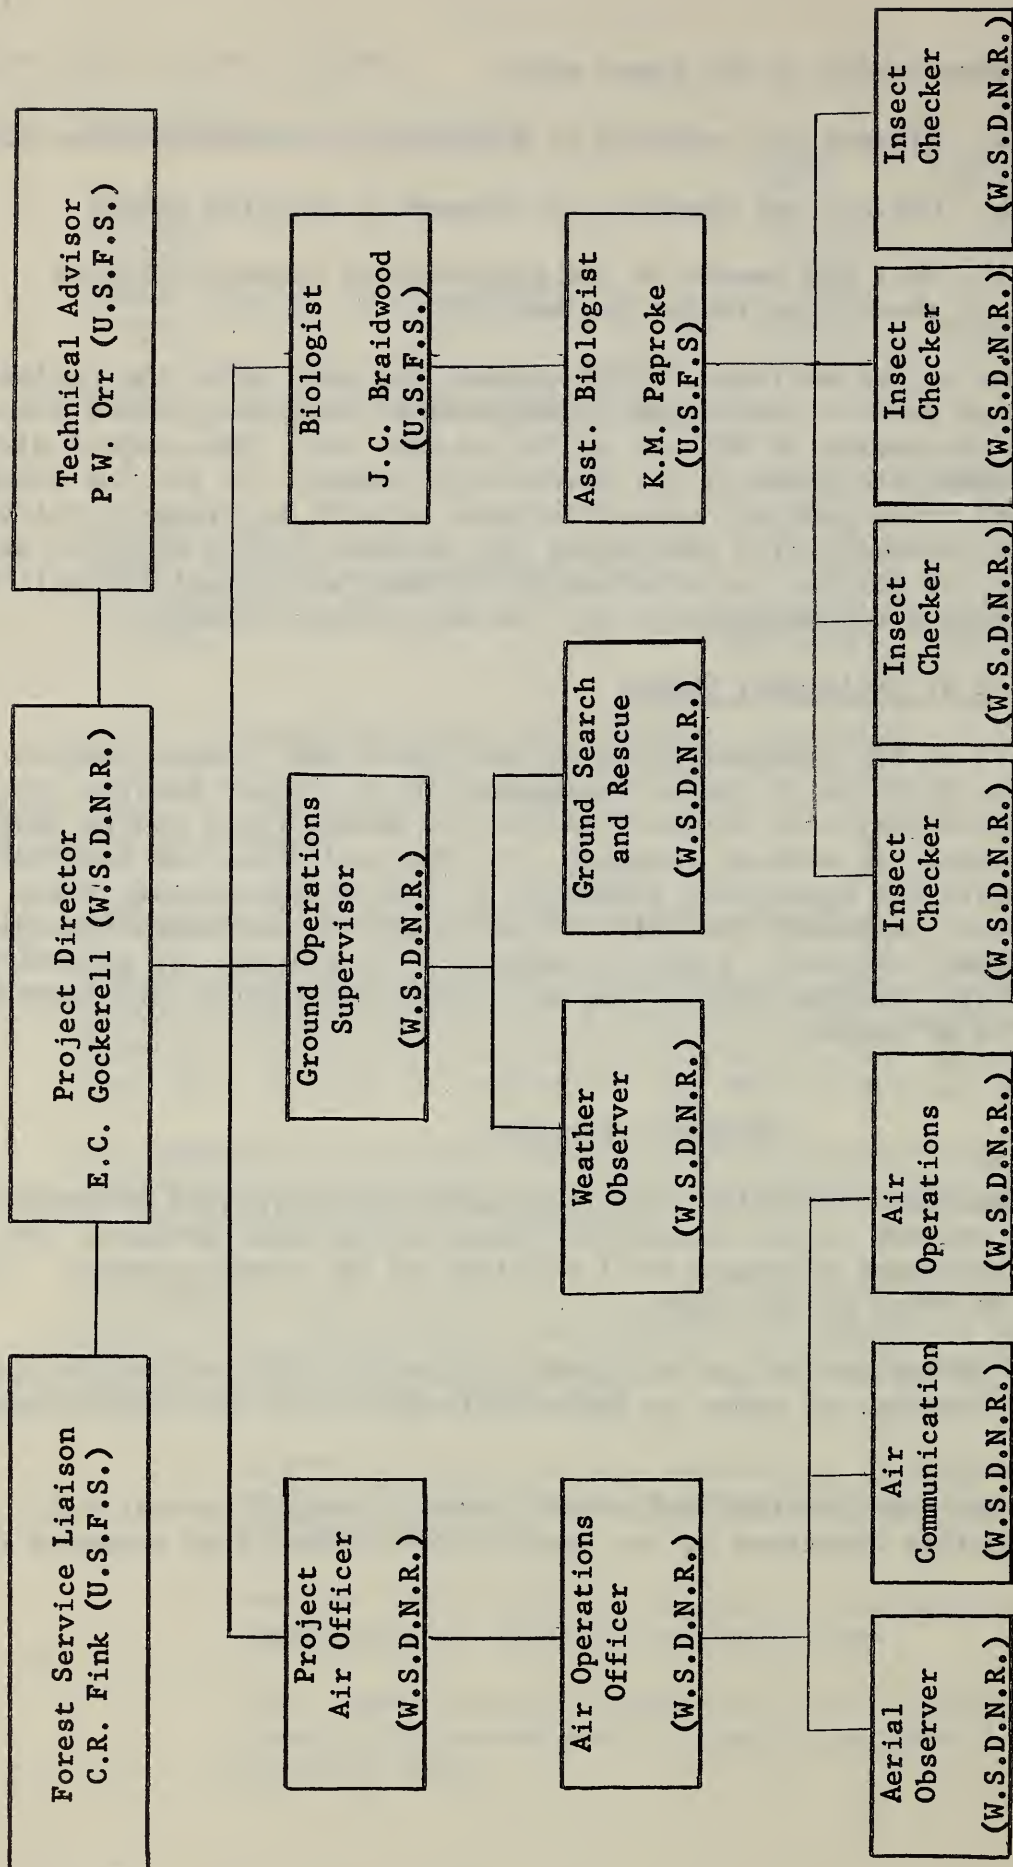 Forest Service Liaison
C.R. Fink (U.S.F.S.)
Project Director
E.C. Gockerell (W.S.D.N.R.)
Technical Advisor
P.W. Orr (U.S.F.S.)
Project
Air Officer
(W.S.D.N.R.)
Ground Operations
Supervisor
(W.S.D.N.R.)
Biologist
J.C. Braidwood
(U.S.F.S.)
Air Operations
Officer
(W.S.D.N.R.)
Weather
Observer
(W.S.D.N.R.)
Ground Search
and Rescue
(W.S.D.N.R.)
Asst. Biologist
K.M. Paproke
(U.S.F.S)
Aerial
Observer
(W.S.D.N.R.)
Air
Communication
(W.S.D.N.R.)
Air
Operations
(W.S.D.N.R.)
Insect
Checker
(W.S.D.N.R.)
Insect
Checker
(W.S.D.N.R.)
Insect
Checker
(W.S.D.N.R.)
Insect
Checker
(W.S.D.N.R.)